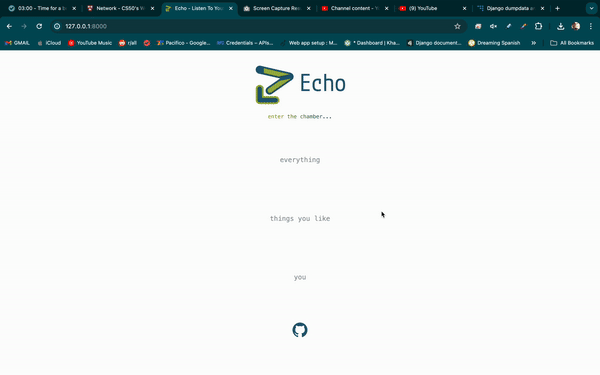 03:00 - Time for a b
Network - CS50's W
Echo - Listen To You
Screen Capture Rec
Channel content - Y
(9) YouTube
Django dumpdata a
127.0.0.1:8000
GMAIL
iCloud
YouTube Music
r/all
Pacifico - Google...
Credentials – APIs...
Web app setup : M...
* Dashboard | Kha...
Django document...
Dreaming Spanish
All Bookmarks
Echo
enter the chamber...
everything
things you like
you